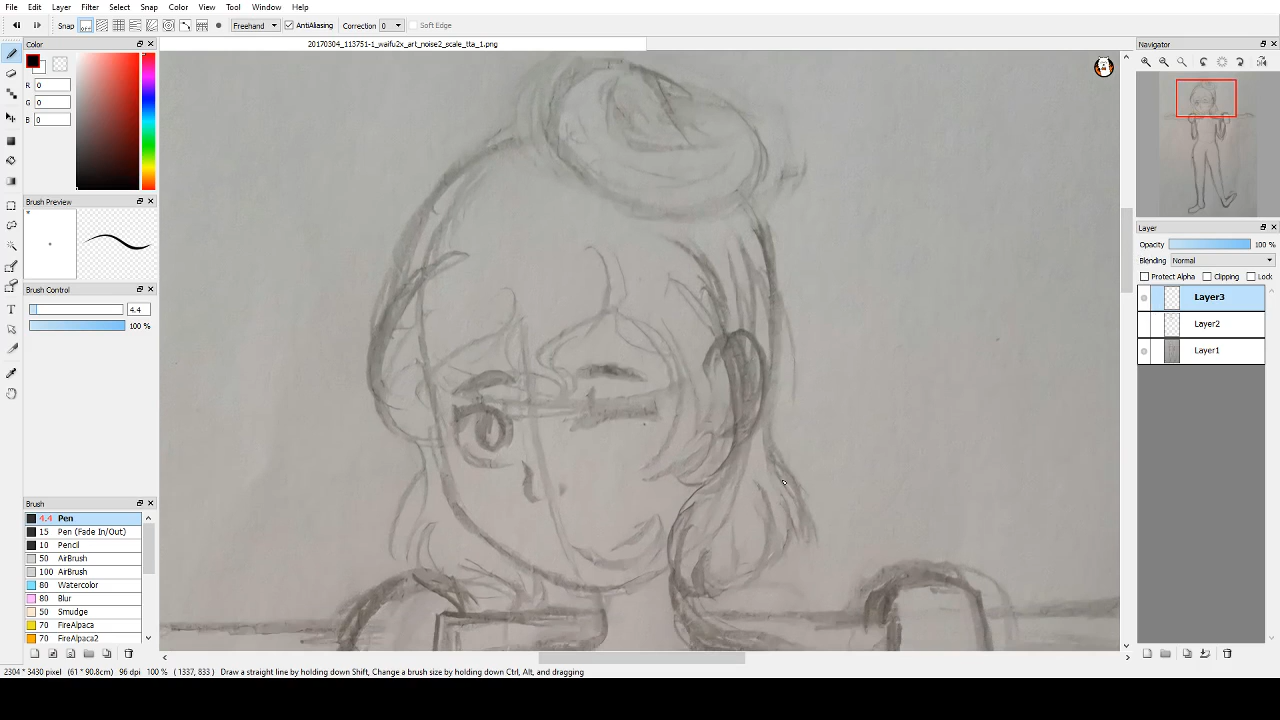 File Edit Layer Filter Select Snap Color View Tool Window Help
Snap OFF Freehand AntiAliasing Correction 0 Soft Edge
Color
20170304_113751-1_waifu2x_art_noise2_scale_tta_1.png
Navigator
R 0
G 0
B 0
Brush Preview
*
Brush Control
4.4
100 %
Brush
4.4 Pen
15 Pen (Fade In/Out)
10 Pencil
50 AirBrush
100 AirBrush
80 Watercolor
80 Blur
50 Smudge
70 FireAlpaca
70 FireAlpaca2
Layer
Opacity 100 %
Blending Normal
Protect Alpha Clipping Lock
Layer3
Layer2
Layer1
2304 * 3430 pixel (61 * 90.8cm) 96 dpi 100 % ( 1337, 833 ) Draw a straight line by holding down Shift, Change a brush size by holding down Ctrl, Alt, and dragging